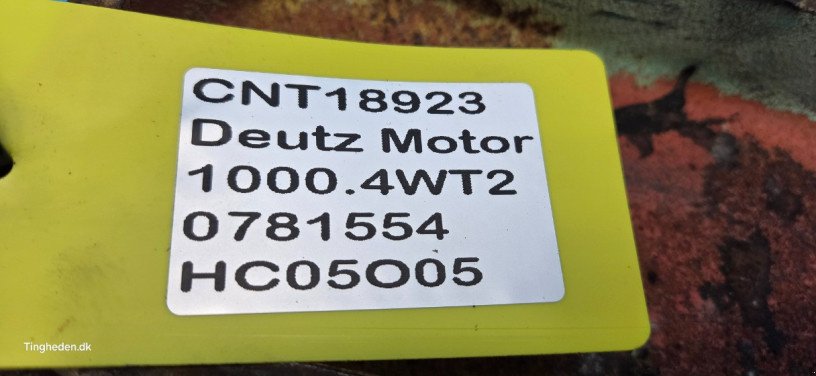 CNT18923
Deutz Motor
1000.4WT2
0781554
HC05O05
Tingheden.dk